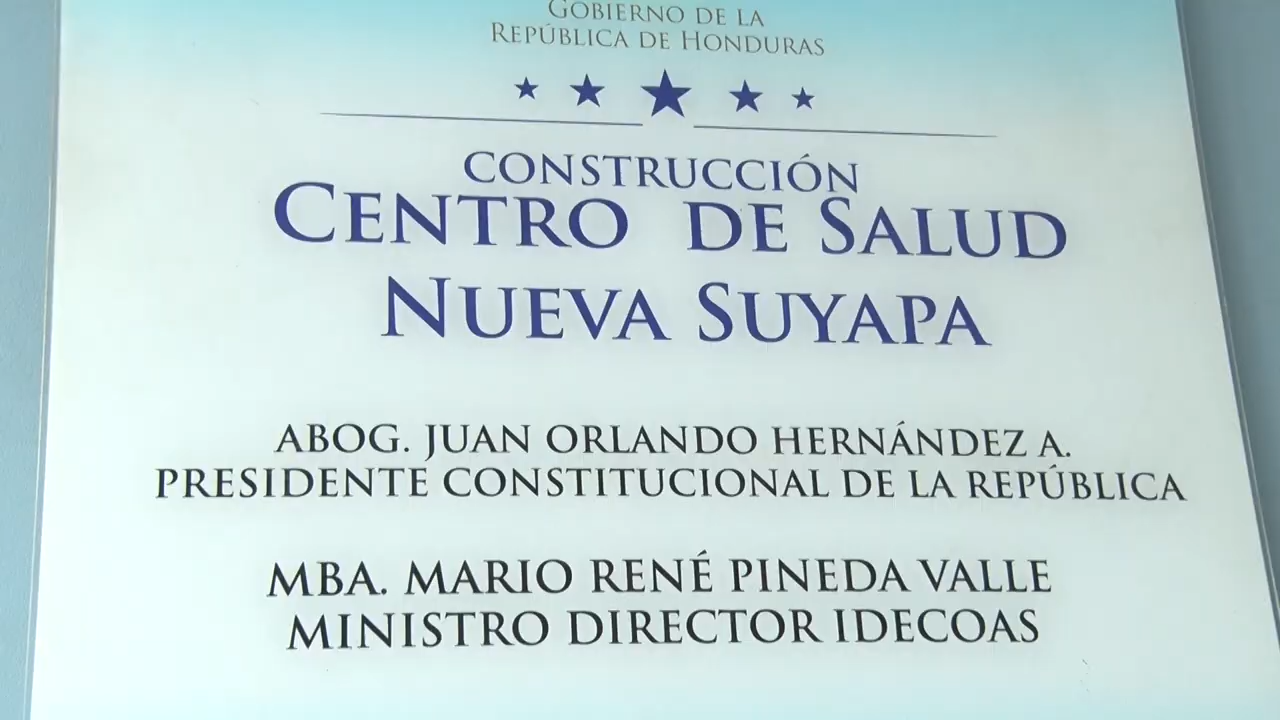 GOBIERNO DE LA
REPÚBLICA DE HONDURAS
CONSTRUCCIÓN
CENTRO DE SALUD
NUEVA SUYAPA
ABOG. JUAN ORLANDO HERNÁNDEZ A.
PRESIDENTE CONSTITUCIONAL DE LA REPÚBLICA
MBA. MARIO RENÉ PINEDA VALLE
MINISTRO DIRECTOR IDECOAS